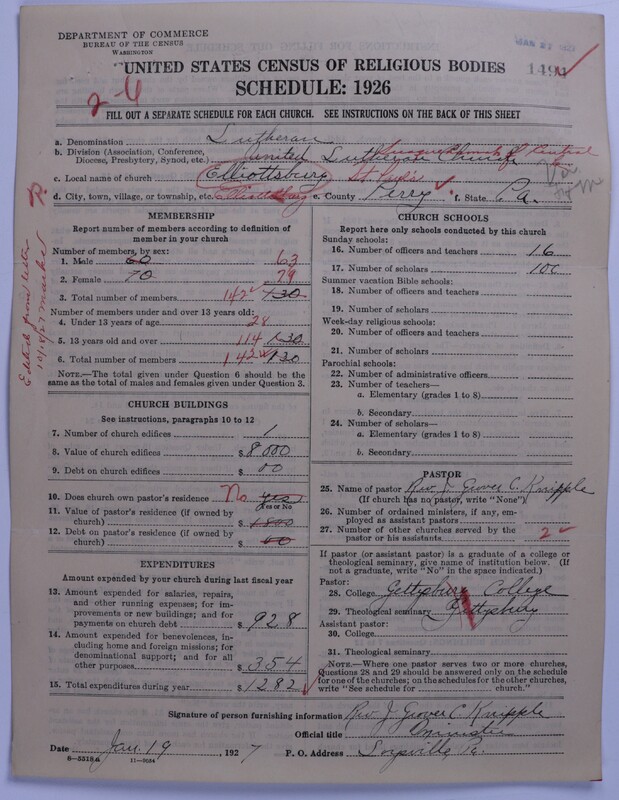 DEPARTMENT OF COMMERCE
BUREAU OF THE CENSUS
WASHINGTON
1494
UNITED STATES CENSUS OF RELIGIOUS BODIES
SCHEDULE: 1926
2-6
FILL OUT A SEPARATE SCHEDULE FOR EACH CHURCH. SEE INSTRUCTIONS ON THE BACK OF THIS SHEET
a. Denomination Lutheran
b. Division (Association, Conference, Diocese, Presbytery, Synod, etc.) United Lutheran Church
c. Local name of church Elliottsburg St Paul's
d. City, town, village, or township, etc. Elliottsburg e. County Perry f. State Pa.
Edited from letter
MEMBERSHIP
Report number of members according to definition of
member in your church
Number of members, by sex:
1. Male 60 63
2. Female 70 79
3. Total number of members 142 130
Number of members under and over 13 years old:
4. Under 13 years of age 28
5. 13 years old and over 114 130
6. Total number of members 142 130
NOTE.—The total given under Question 6 should be the
same as the total of males and females given under Question 3.
CHURCH BUILDINGS
See instructions, paragraphs 10 to 12
7. Number of church edifices 1
8. Value of church edifices $ 8000
9. Debt on church edifices $ 00
10. Does church own pastor's residence No yes
Yes or No
11. Value of pastor's residence (if owned by
church) $ 1800
12. Debt on pastor's residence (if owned by
church) $ 00
EXPENDITURES
Amount expended by your church during last fiscal year
13. Amount expended for salaries, repairs,
and other running expenses; for im-
provements or new buildings; and for
payments on church debt $ 928
14. Amount expended for benevolences,
including home and foreign missions; for
denominational support; and for all
other purposes $ 354
15. Total expenditures during year $ 1282
CHURCH SCHOOLS
Report here only schools conducted by this church
Sunday schools:
16. Number of officers and teachers 16
17. Number of scholars 100
Summer vacation Bible schools:
18. Number of officers and teachers
19. Number of scholars
Week-day religious schools:
20. Number of officers and teachers
21. Number of scholars
Parochial schools:
22. Number of administrative officers
23. Number of teachers—
a. Elementary (grades 1 to 8)
b. Secondary
24. Number of scholars—
a. Elementary (grades 1 to 8)
b. Secondary
PASTOR
25. Name of pastor Rev. J. Grover C. Knipple
(If church has no pastor, write "None")
26. Number of ordained ministers, if any, em-
ployed as assistant pastors
27. Number of other churches served by the
pastor or his assistants 2
If pastor (or assistant pastor) is a graduate of a college or
theological seminary, give name of institution below. (If
not a graduate, write "No" in the space indicated.)
Pastor:
28. College Gettysburg College
29. Theological seminary Gettysburg
Assistant pastor:
30. College
31. Theological seminary
NOTE.—Where one pastor serves two or more churches,
Questions 28 and 29 should be answered only on the schedule
for one of the churches; on the schedules for the other churches,
write "See schedule for church."
Signature of person furnishing information Rev J. Grover C. Knipple
Official title Minister
Date Jan. 19, 1927 P. O. Address Loysville Pa.
8-5518a 11-9084